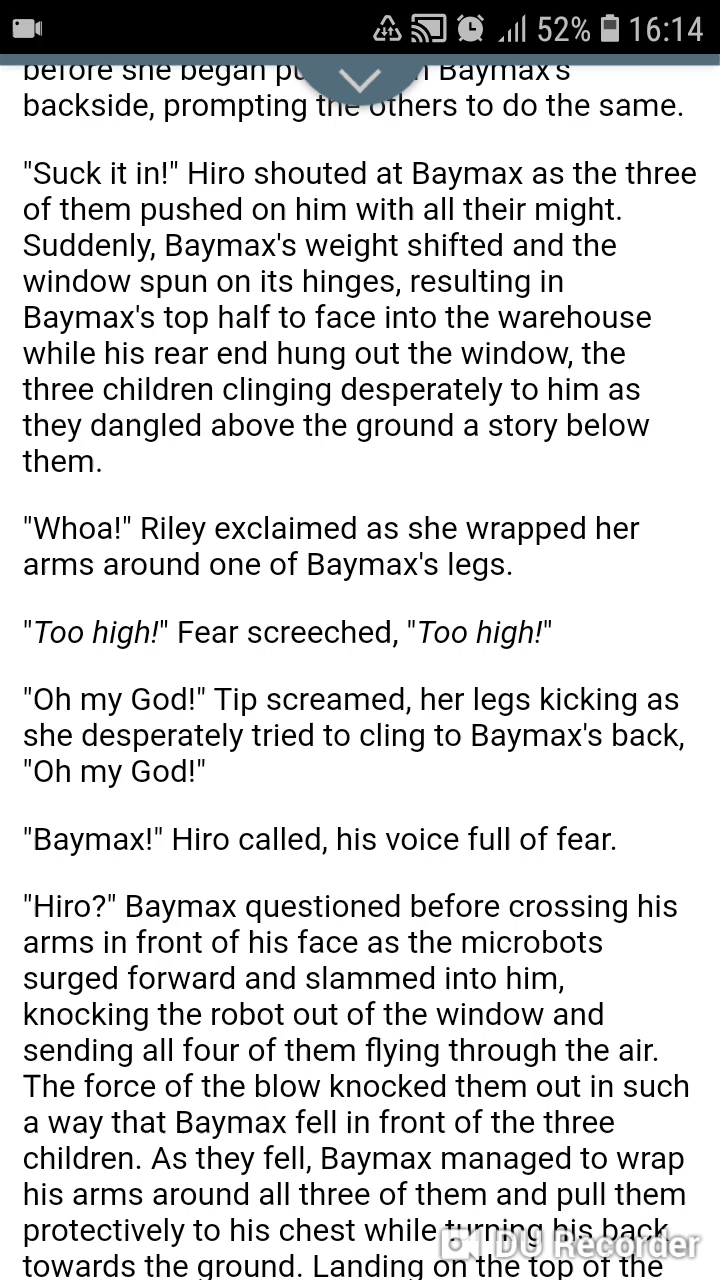 52% 16:14
before she began Baymax's
backside, prompting the others to do the same.
"Suck it in!" Hiro shouted at Baymax as the three
of them pushed on him with all their might.
Suddenly, Baymax's weight shifted and the
window spun on its hinges, resulting in
Baymax's top half to face into the warehouse
while his rear end hung out the window, the
three children clinging desperately to him as
they dangled above the ground a story below
them.
"Whoa!" Riley exclaimed as she wrapped her
arms around one of Baymax's legs.
"Too high!" Fear screeched, "Too high!"
"Oh my God!" Tip screamed, her legs kicking as
she desperately tried to cling to Baymax's back,
"Oh my God!"
"Baymax!" Hiro called, his voice full of fear.
"Hiro?" Baymax questioned before crossing his
arms in front of his face as the microbots
surged forward and slammed into him,
knocking the robot out of the window and
sending all four of them flying through the air.
The force of the blow knocked them out in such
a way that Baymax fell in front of the three
children. As they fell, Baymax managed to wrap
his arms around all three of them and pull them
protectively to his chest while turning his back
DU Recorder
towards the ground. Landing on the top of the